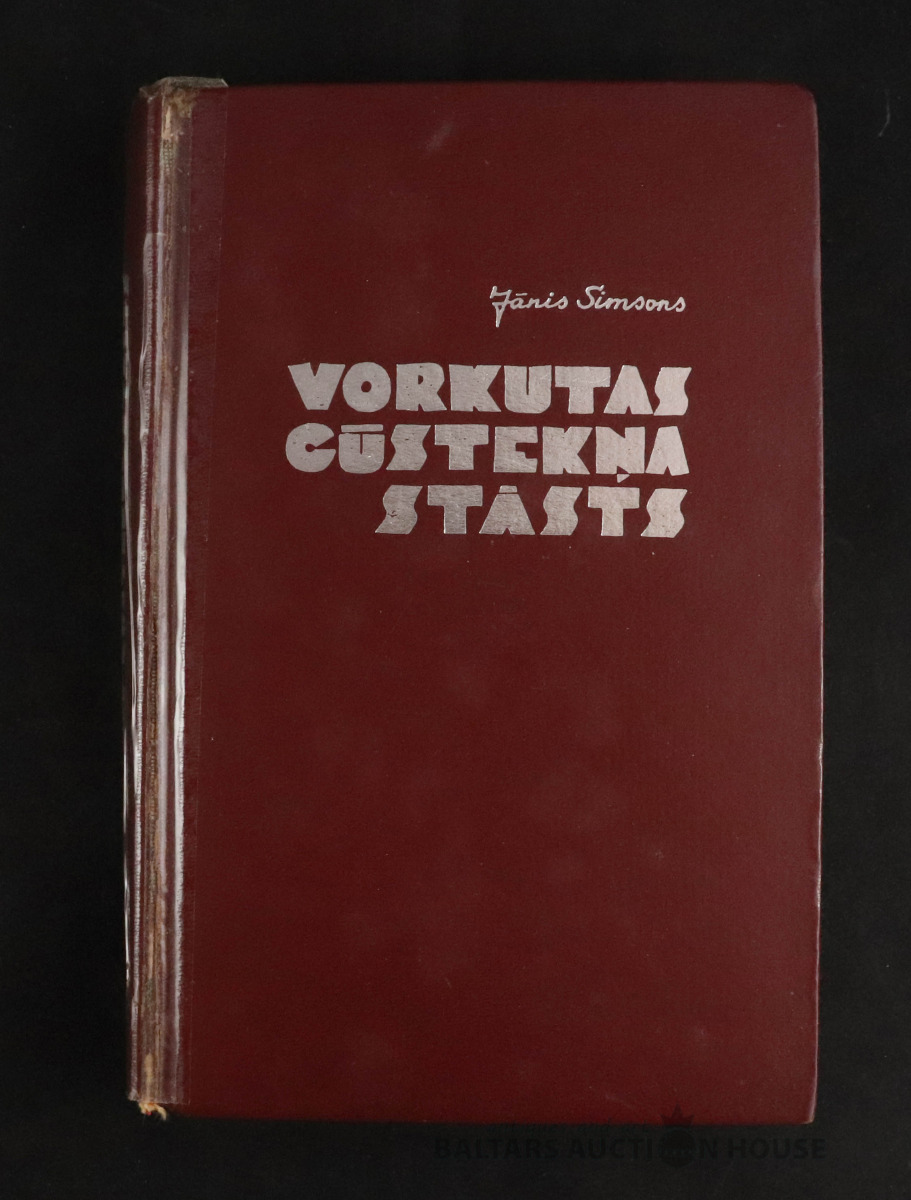 Jānis Simsons
VORKUTAS
GŪSTEKŅA
STĀSTS
BALTARS AUCTION HOUSE